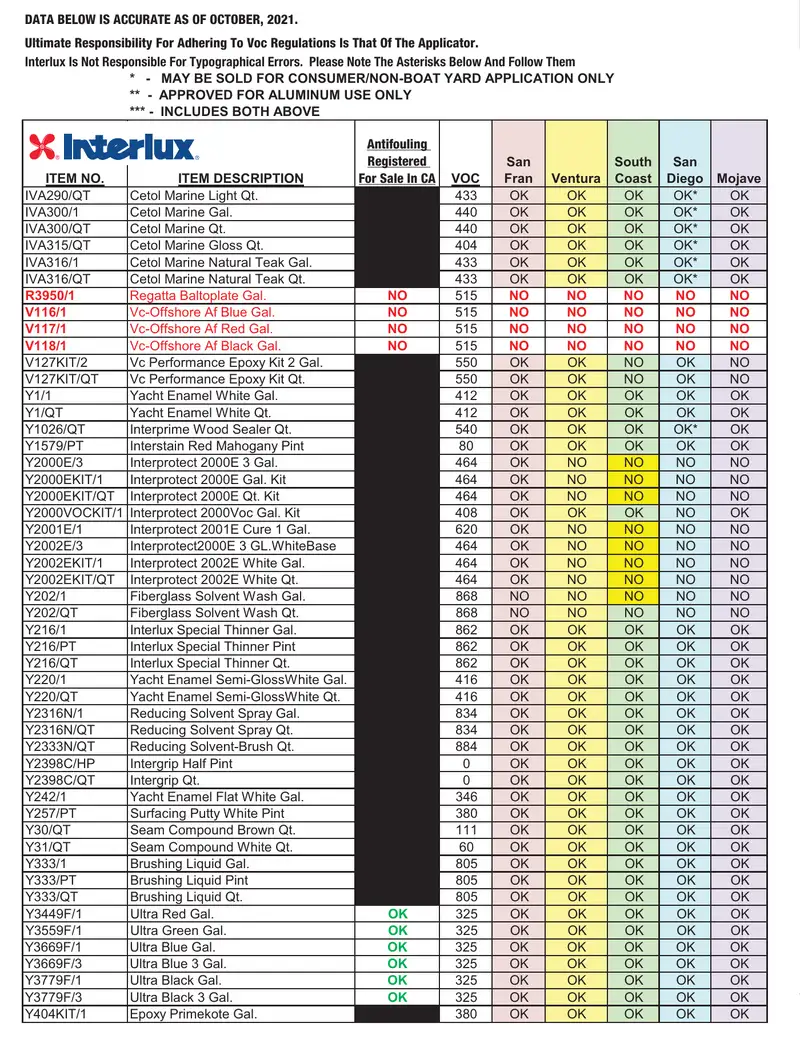 DATA BELOW IS ACCURATE AS OF OCTOBER, 2021.
Ultimate Responsibility For Adhering To Voc Regulations Is That Of The Applicator.
Interlux Is Not Responsible For Typographical Errors. Please Note The Asterisks Below And Follow Them
* - MAY BE SOLD FOR CONSUMER/NON-BOAT YARD APPLICATION ONLY
** - APPROVED FOR ALUMINUM USE ONLY
*** - INCLUDES BOTH ABOVE
Interlux®
ITEM NO. ITEM DESCRIPTION Antifouling Registered For Sale In CA VOC San Fran Ventura South Coast San Diego Mojave
IVA290/QT Cetol Marine Light Qt. 433 OK OK OK OK* OK
IVA300/1 Cetol Marine Gal. 440 OK OK OK OK* OK
IVA300/QT Cetol Marine Qt. 440 OK OK OK OK* OK
IVA315/QT Cetol Marine Gloss Qt. 404 OK OK OK OK* OK
IVA316/1 Cetol Marine Natural Teak Gal. 433 OK OK OK OK* OK
IVA316/QT Cetol Marine Natural Teak Qt. 433 OK OK OK OK* OK
R3950/1 Regatta Baltoplate Gal. NO 515 NO NO NO NO NO
V116/1 Vc-Offshore Af Blue Gal. NO 515 NO NO NO NO NO
V117/1 Vc-Offshore Af Red Gal. NO 515 NO NO NO NO NO
V118/1 Vc-Offshore Af Black Gal. NO 515 NO NO NO NO NO
V127KIT/2 Vc Performance Epoxy Kit 2 Gal. 550 OK OK NO OK NO
V127KIT/QT Vc Performance Epoxy Kit Qt. 550 OK OK NO OK NO
Y1/1 Yacht Enamel White Gal. 412 OK OK OK OK OK
Y1/QT Yacht Enamel White Qt. 412 OK OK OK OK OK
Y1026/QT Interprime Wood Sealer Qt. 540 OK OK OK OK* OK
Y1579/PT Interstain Red Mahogany Pint 80 OK OK OK OK OK
Y2000E/3 Interprotect 2000E 3 Gal. 464 OK NO NO NO NO
Y2000EKIT/1 Interprotect 2000E Gal. Kit 464 OK NO NO NO NO
Y2000EKIT/QT Interprotect 2000E Qt. Kit 464 OK NO NO NO NO
Y2000VOCKIT/1 Interprotect 2000Voc Gal. Kit 408 OK OK OK NO OK
Y2001E/1 Interprotect 2001E Cure 1 Gal. 620 OK NO NO NO NO
Y2002E/3 Interprotect2000E 3 GL.WhiteBase 464 OK NO NO NO NO
Y2002EKIT/1 Interprotect 2002E White Gal. 464 OK NO NO NO NO
Y2002EKIT/QT Interprotect 2002E White Qt. 464 OK NO NO NO NO
Y202/1 Fiberglass Solvent Wash Gal. 868 NO NO NO NO NO
Y202/QT Fiberglass Solvent Wash Qt. 868 NO NO NO NO NO
Y216/1 Interlux Special Thinner Gal. 862 OK OK OK OK OK
Y216/PT Interlux Special Thinner Pint 862 OK OK OK OK OK
Y216/QT Interlux Special Thinner Qt. 862 OK OK OK OK OK
Y220/1 Yacht Enamel Semi-GlossWhite Gal. 416 OK OK OK OK OK
Y220/QT Yacht Enamel Semi-GlossWhite Qt. 416 OK OK OK OK OK
Y2316N/1 Reducing Solvent Spray Gal. 834 OK OK OK OK OK
Y2316N/QT Reducing Solvent Spray Qt. 834 OK OK OK OK OK
Y2333N/QT Reducing Solvent-Brush Qt. 884 OK OK OK OK OK
Y2398C/HP Intergrip Half Pint 0 OK OK OK OK OK
Y2398C/QT Intergrip Qt. 0 OK OK OK OK OK
Y242/1 Yacht Enamel Flat White Gal. 346 OK OK OK OK OK
Y257/PT Surfacing Putty White Pint 380 OK OK OK OK OK
Y30/QT Seam Compound Brown Qt. 111 OK OK OK OK OK
Y31/QT Seam Compound White Qt. 60 OK OK OK OK OK
Y333/1 Brushing Liquid Gal. 805 OK OK OK OK OK
Y333/PT Brushing Liquid Pint 805 OK OK OK OK OK
Y333/QT Brushing Liquid Qt. 805 OK OK OK OK OK
Y3449F/1 Ultra Red Gal. OK 325 OK OK OK OK OK
Y3559F/1 Ultra Green Gal. OK 325 OK OK OK OK OK
Y3669F/1 Ultra Blue Gal. OK 325 OK OK OK OK OK
Y3669F/3 Ultra Blue 3 Gal. OK 325 OK OK OK OK OK
Y3779F/1 Ultra Black Gal. OK 325 OK OK OK OK OK
Y3779F/3 Ultra Black 3 Gal. OK 325 OK OK OK OK OK
Y404KIT/1 Epoxy Primekote Gal. 380 OK OK OK OK OK